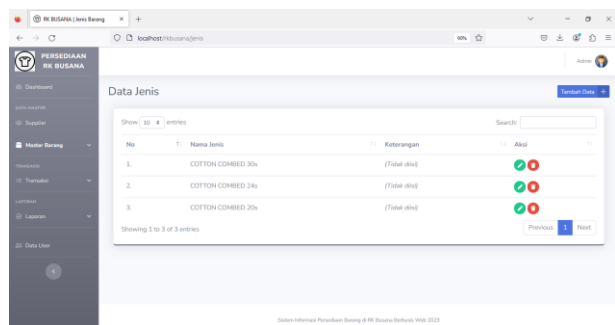 RK BUSANA | Jenis Barang
localhost/rkbusana/jenis
90%
PERSEDIAAN
RK BUSANA
Admin
Dashboard
Data Jenis
Tambah Data +
DATA MASTER
Supplier
Show 10 entries
Search:
Master Barang
No Nama Jenis Keterangan Aksi
1. COTTON COMBED 30s (Tidak diisi)
TRANSAKSI
Transaksi
2. COTTON COMBED 24s (Tidak diisi)
LAPORAN
3. COTTON COMBED 20s (Tidak diisi)
Laporan
Showing 1 to 3 of 3 entries
Previous 1 Next
Data User
Sistem Informasi Persediaan Barang di RK Busana Berbasis Web 2023